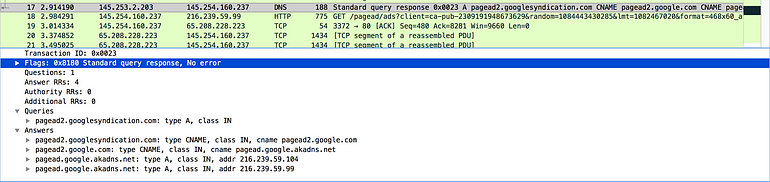 17 2.914190 145.253.2.203 145.254.160.237 DNS 188 Standard query response 0x0023 A pagead2.googlesyndication.com CNAME pagead2.google.com CNAME page
18 2.984291 145.254.160.237 216.239.59.99 HTTP 775 GET /pagead/ads?client=ca-pub-2309191948673629&random=1084443430285&lmt=1082467020&format=468x60_a
19 3.014334 145.254.160.237 65.208.228.223 TCP 54 3372 → 80 [ACK] Seq=480 Ack=8281 Win=9660 Len=0
20 3.374852 65.208.228.223 145.254.160.237 TCP 1434 [TCP segment of a reassembled PDU]
21 3.495025 65.208.228.223 145.254.160.237 TCP 1434 [TCP segment of a reassembled PDU]
Transaction ID: 0x0023
Flags: 0x8180 Standard query response, No error
Questions: 1
Answer RRs: 4
Authority RRs: 0
Additional RRs: 0
Queries
pagead2.googlesyndication.com: type A, class IN
Answers
pagead2.googlesyndication.com: type CNAME, class IN, cname pagead2.google.com
pagead2.google.com: type CNAME, class IN, cname pagead.google.akadns.net
pagead.google.akadns.net: type A, class IN, addr 216.239.59.104
pagead.google.akadns.net: type A, class IN, addr 216.239.59.99